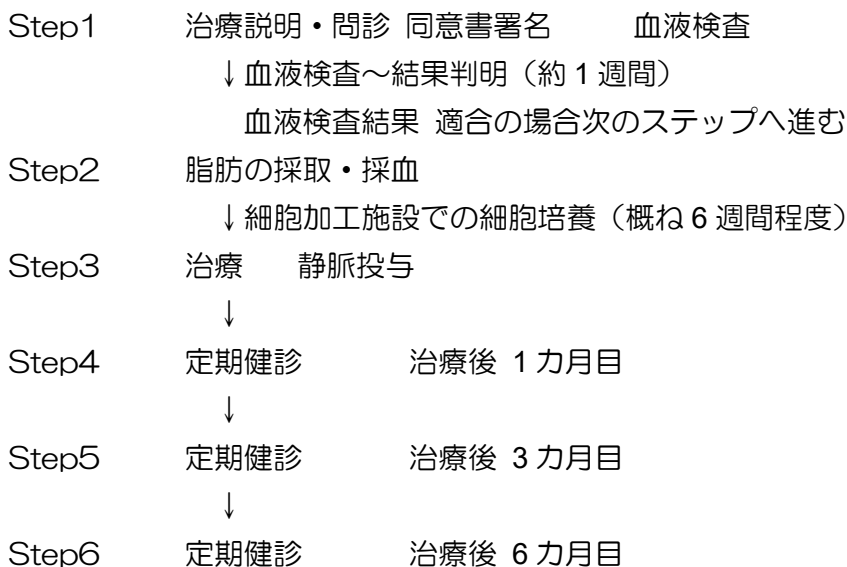 Step1 治療説明・問診 同意書署名 血液検査
↓血液検査～結果判明（約1週間）
血液検査結果 適合の場合次のステップへ進む
Step2 脂肪の採取・採血
↓細胞加工施設での細胞培養（概ね6週間程度）
Step3 治療 静脈投与
↓
Step4 定期健診 治療後 1カ月目
↓
Step5 定期健診 治療後 3カ月目
↓
Step6 定期健診 治療後 6カ月目